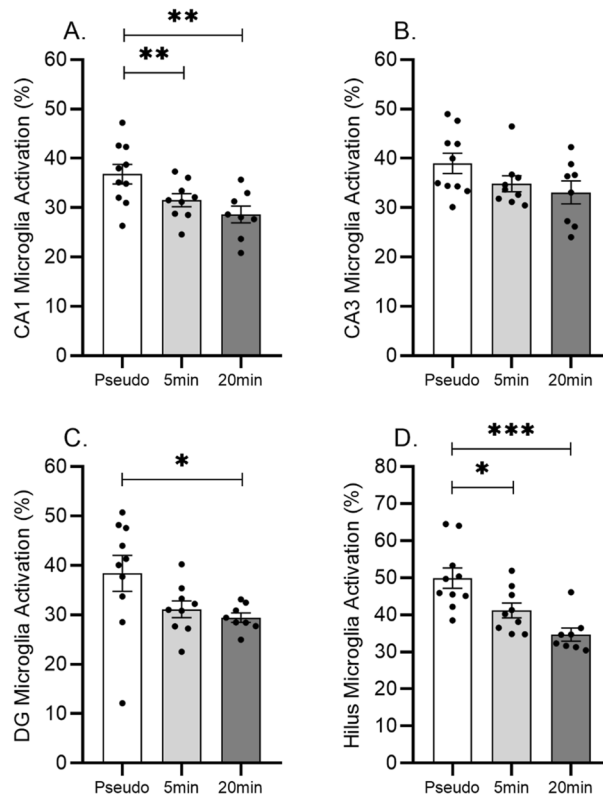 A.
**
**
CA1 Microglia Activation (%)
60
50
40
30
20
10
0
Pseudo 5min 20min
B.
CA3 Microglia Activation (%)
60
50
40
30
20
10
0
Pseudo 5min 20min
C.
*
DG Microglia Activation (%)
60
50
40
30
20
10
0
Pseudo 5min 20min
D.
***
*
Hilus Microglia Activation (%)
80
70
60
50
40
30
20
10
0
Pseudo 5min 20min